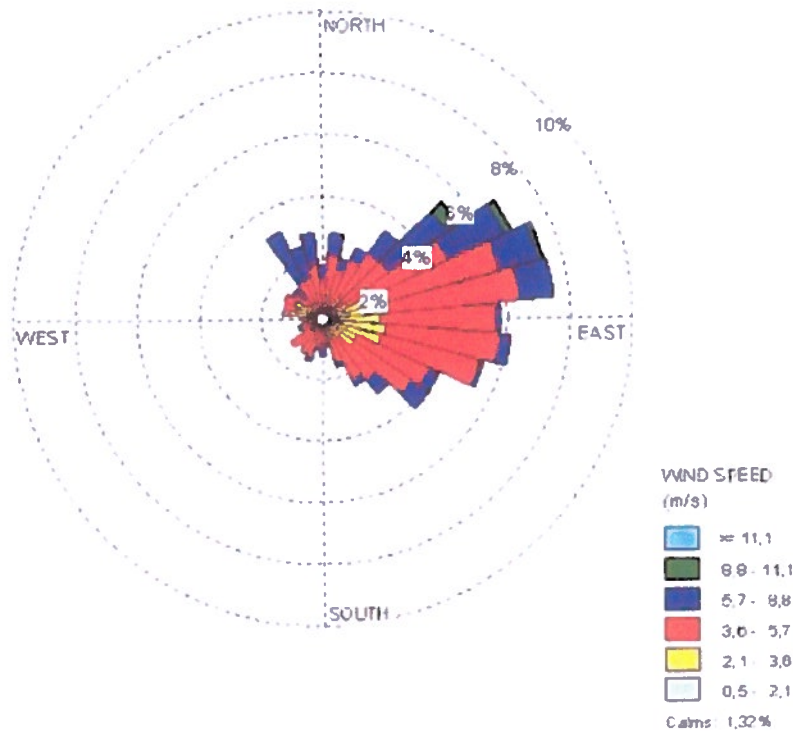 NORTH
10%
8%
6%
4%
2%
WEST
EAST
SOUTH
WIND SPEED
(m/s)
>= 11,1
8,8 - 11,1
5,7 - 8,8
3,6 - 5,7
2,1 - 3,6
0,5 - 2,1
Calms: 1,32%